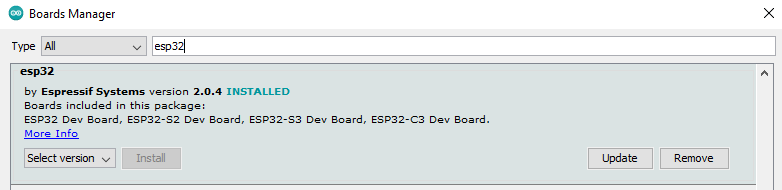 Boards Manager
Type All esp32
esp32
by Espressif Systems version 2.0.4 INSTALLED
Boards included in this package:
ESP32 Dev Board, ESP32-S2 Dev Board, ESP32-S3 Dev Board, ESP32-C3 Dev Board.
More Info
Select version Install Update Remove